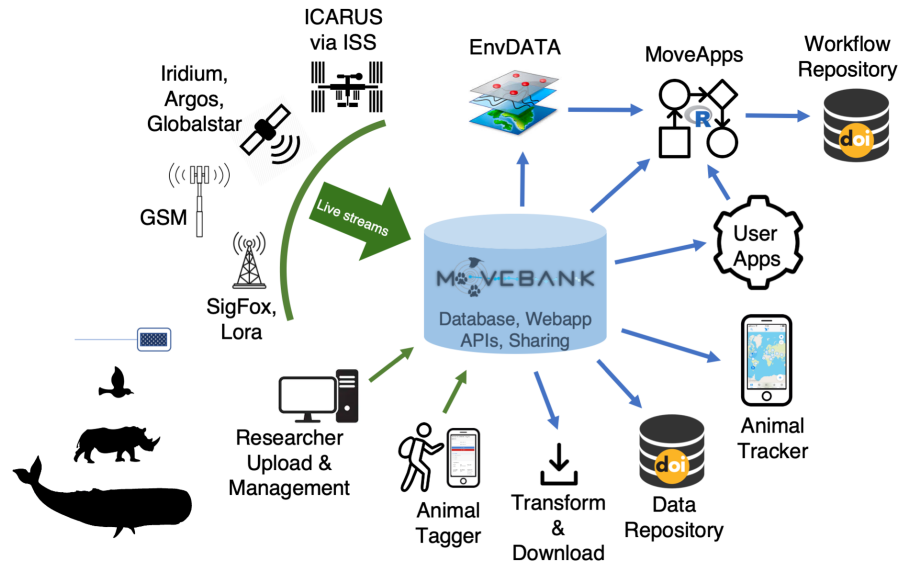 ICARUS
via ISS
Iridium,
Argos,
Globalstar
GSM
SigFox,
Lora
Live streams
EnvDATA
MoveApps
R
Workflow
Repository
doi
User
Apps
MOVEBANK
Database, Webapp
APIs, Sharing
Researcher
Upload &
Management
Animal
Tagger
Transform
&
Download
doi
Data
Repository
Animal
Tracker